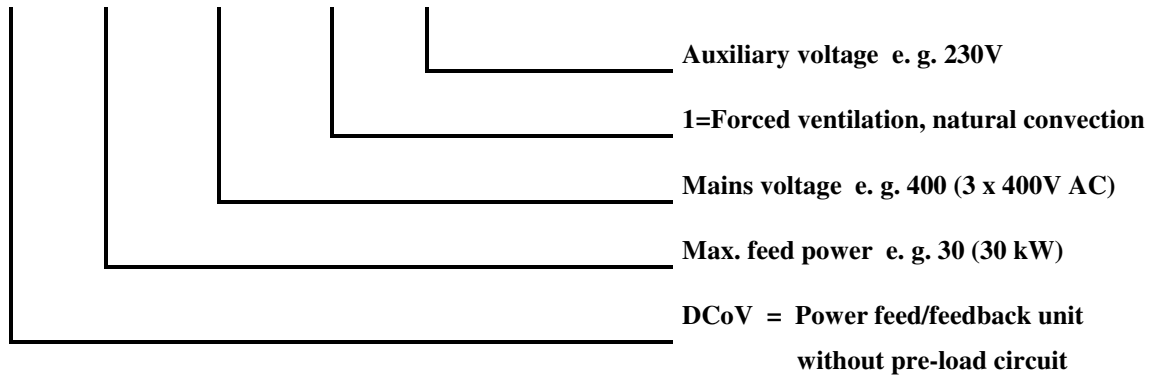 Auxiliary voltage e. g. 230V
1=Forced ventilation, natural convection
Mains voltage e. g. 400 (3 x 400V AC)
Max. feed power e. g. 30 (30 kW)
DCoV = Power feed/feedback unit
without pre-load circuit